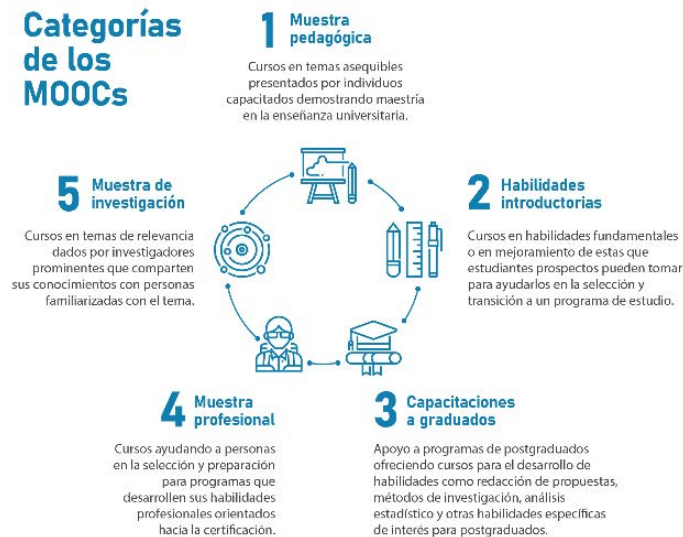 Categorías
de los
MOOCs
1 Muestra
pedagógica
Cursos en temas asequibles
presentados por individuos
capacitados demostrando maestría
en la enseñanza universitaria.
2 Habilidades
introductorias
Cursos en habilidades fundamentales
o en mejoramiento de estas que
estudiantes prospectos pueden tomar
para ayudarlos en la selección y
transición a un programa de estudio.
3 Capacitaciones
a graduados
Apoyo a programas de postgraduados
ofreciendo cursos para el desarrollo de
habilidades como redacción de propuestas,
métodos de investigación, análisis
estadístico y otras habilidades específicas
de interés para postgraduados.
4 Muestra
profesional
Cursos ayudando a personas
en la selección y preparación
para programas que
desarrollen sus habilidades
profesionales orientados
hacia la certificación.
5 Muestra de
investigación
Cursos en temas de relevancia
dados por investigadores
prominentes que comparten
sus conocimientos con personas
familiarizadas con el tema.